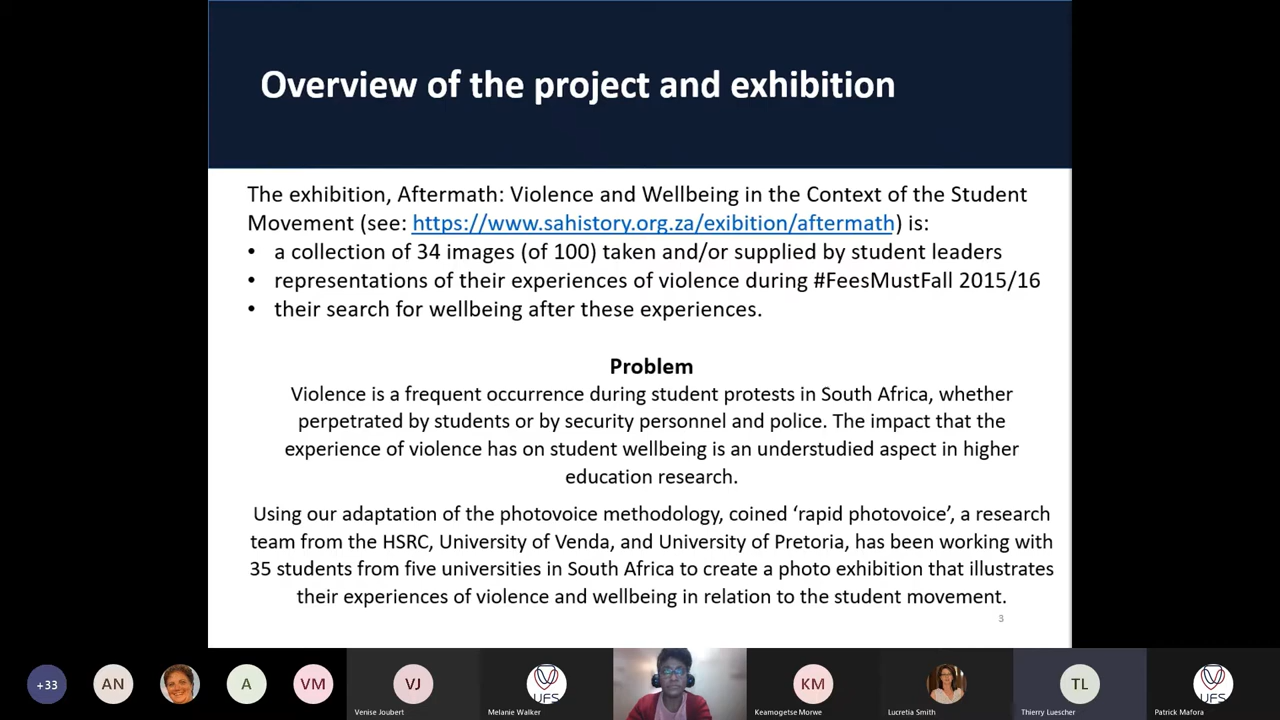 Overview of the project and exhibition
The exhibition, Aftermath: Violence and Wellbeing in the Context of the Student
Movement (see: https://www.sahistory.org.za/exibition/aftermath) is:
• a collection of 34 images (of 100) taken and/or supplied by student leaders
• representations of their experiences of violence during #FeesMustFall 2015/16
• their search for wellbeing after these experiences.
Problem
Violence is a frequent occurrence during student protests in South Africa, whether
perpetrated by students or by security personnel and police. The impact that the
experience of violence has on student wellbeing is an understudied aspect in higher
education research.
Using our adaptation of the photovoice methodology, coined ‘rapid photovoice’, a research
team from the HSRC, University of Venda, and University of Pretoria, has been working with
35 students from five universities in South Africa to create a photo exhibition that illustrates
their experiences of violence and wellbeing in relation to the student movement.
3
+33 AN A VM VJ UFS KM TL UFS
Venise Joubert Melanie Walker Keamogetse Morwe Lucretia Smith Thierry Luescher Patrick Mafora